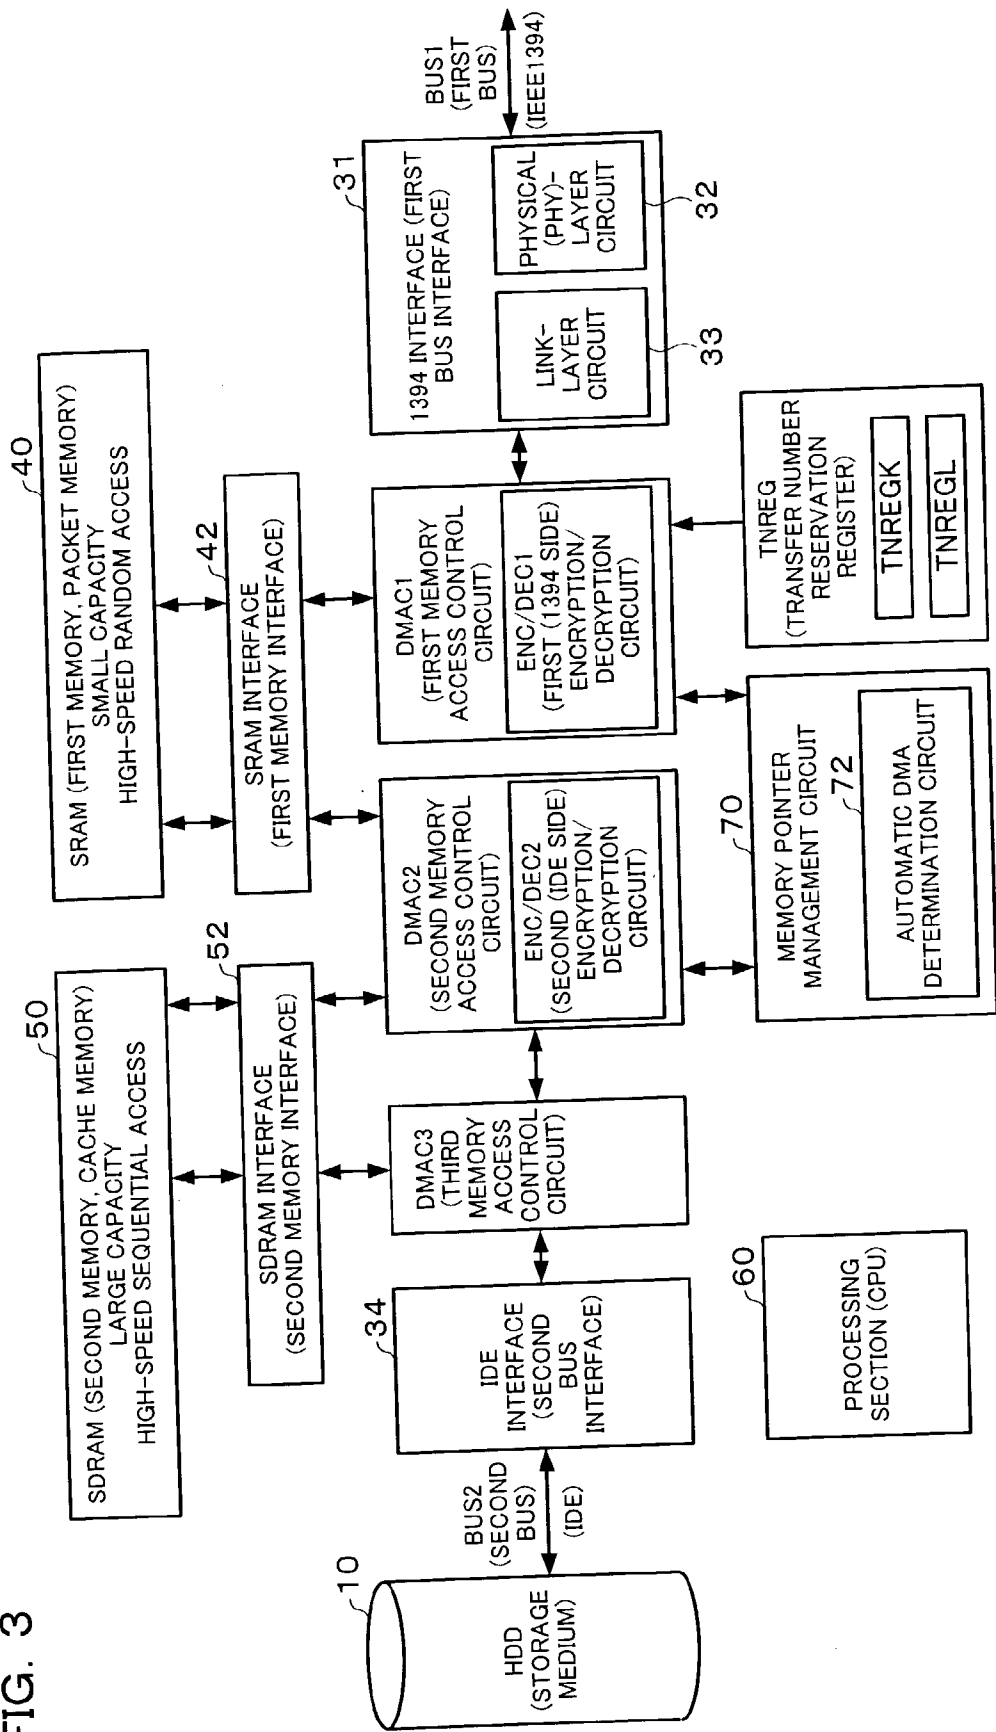 FIG. 3
50
SDRAM (SECOND MEMORY, CACHE MEMORY)
LARGE CAPACITY
HIGH-SPEED SEQUENTIAL ACCESS
40
SRAM (FIRST MEMORY, PACKET MEMORY)
SMALL CAPACITY
HIGH-SPEED RANDOM ACCESS
52
SDRAM INTERFACE
(SECOND MEMORY INTERFACE)
42
SRAM INTERFACE
(FIRST MEMORY INTERFACE)
10
HDD
(STORAGE
MEDIUM)
BUS2
(SECOND
BUS)
(IDE)
34
IDE
INTERFACE
(SECOND
BUS
INTERFACE)
DMAC3
(THIRD
MEMORY
ACCESS
CONTROL
CIRCUIT)
DMAC2
(SECOND MEMORY
ACCESS CONTROL
CIRCUIT)
ENC/DEC2
(SECOND (IDE SIDE)
ENCRYPTION/
DECRYPTION
CIRCUIT)
DMAC1
(FIRST MEMORY
ACCESS CONTROL
CIRCUIT)
ENC/DEC1
(FIRST (1394 SIDE)
ENCRYPTION/
DECRYPTION
CIRCUIT)
31
1394 INTERFACE (FIRST
BUS INTERFACE)
LINK-
LAYER
CIRCUIT
33
PHYSICAL
(PHY)-
LAYER
CIRCUIT
32
BUS1
(FIRST
BUS)
(IEEE1394)
60
PROCESSING
SECTION (CPU)
70
MEMORY POINTER
MANAGEMENT CIRCUIT
72
AUTOMATIC DMA
DETERMINATION CIRCUIT
TNREG
(TRANSFER NUMBER
RESERVATION
REGISTER)
TNREGK
TNREGL